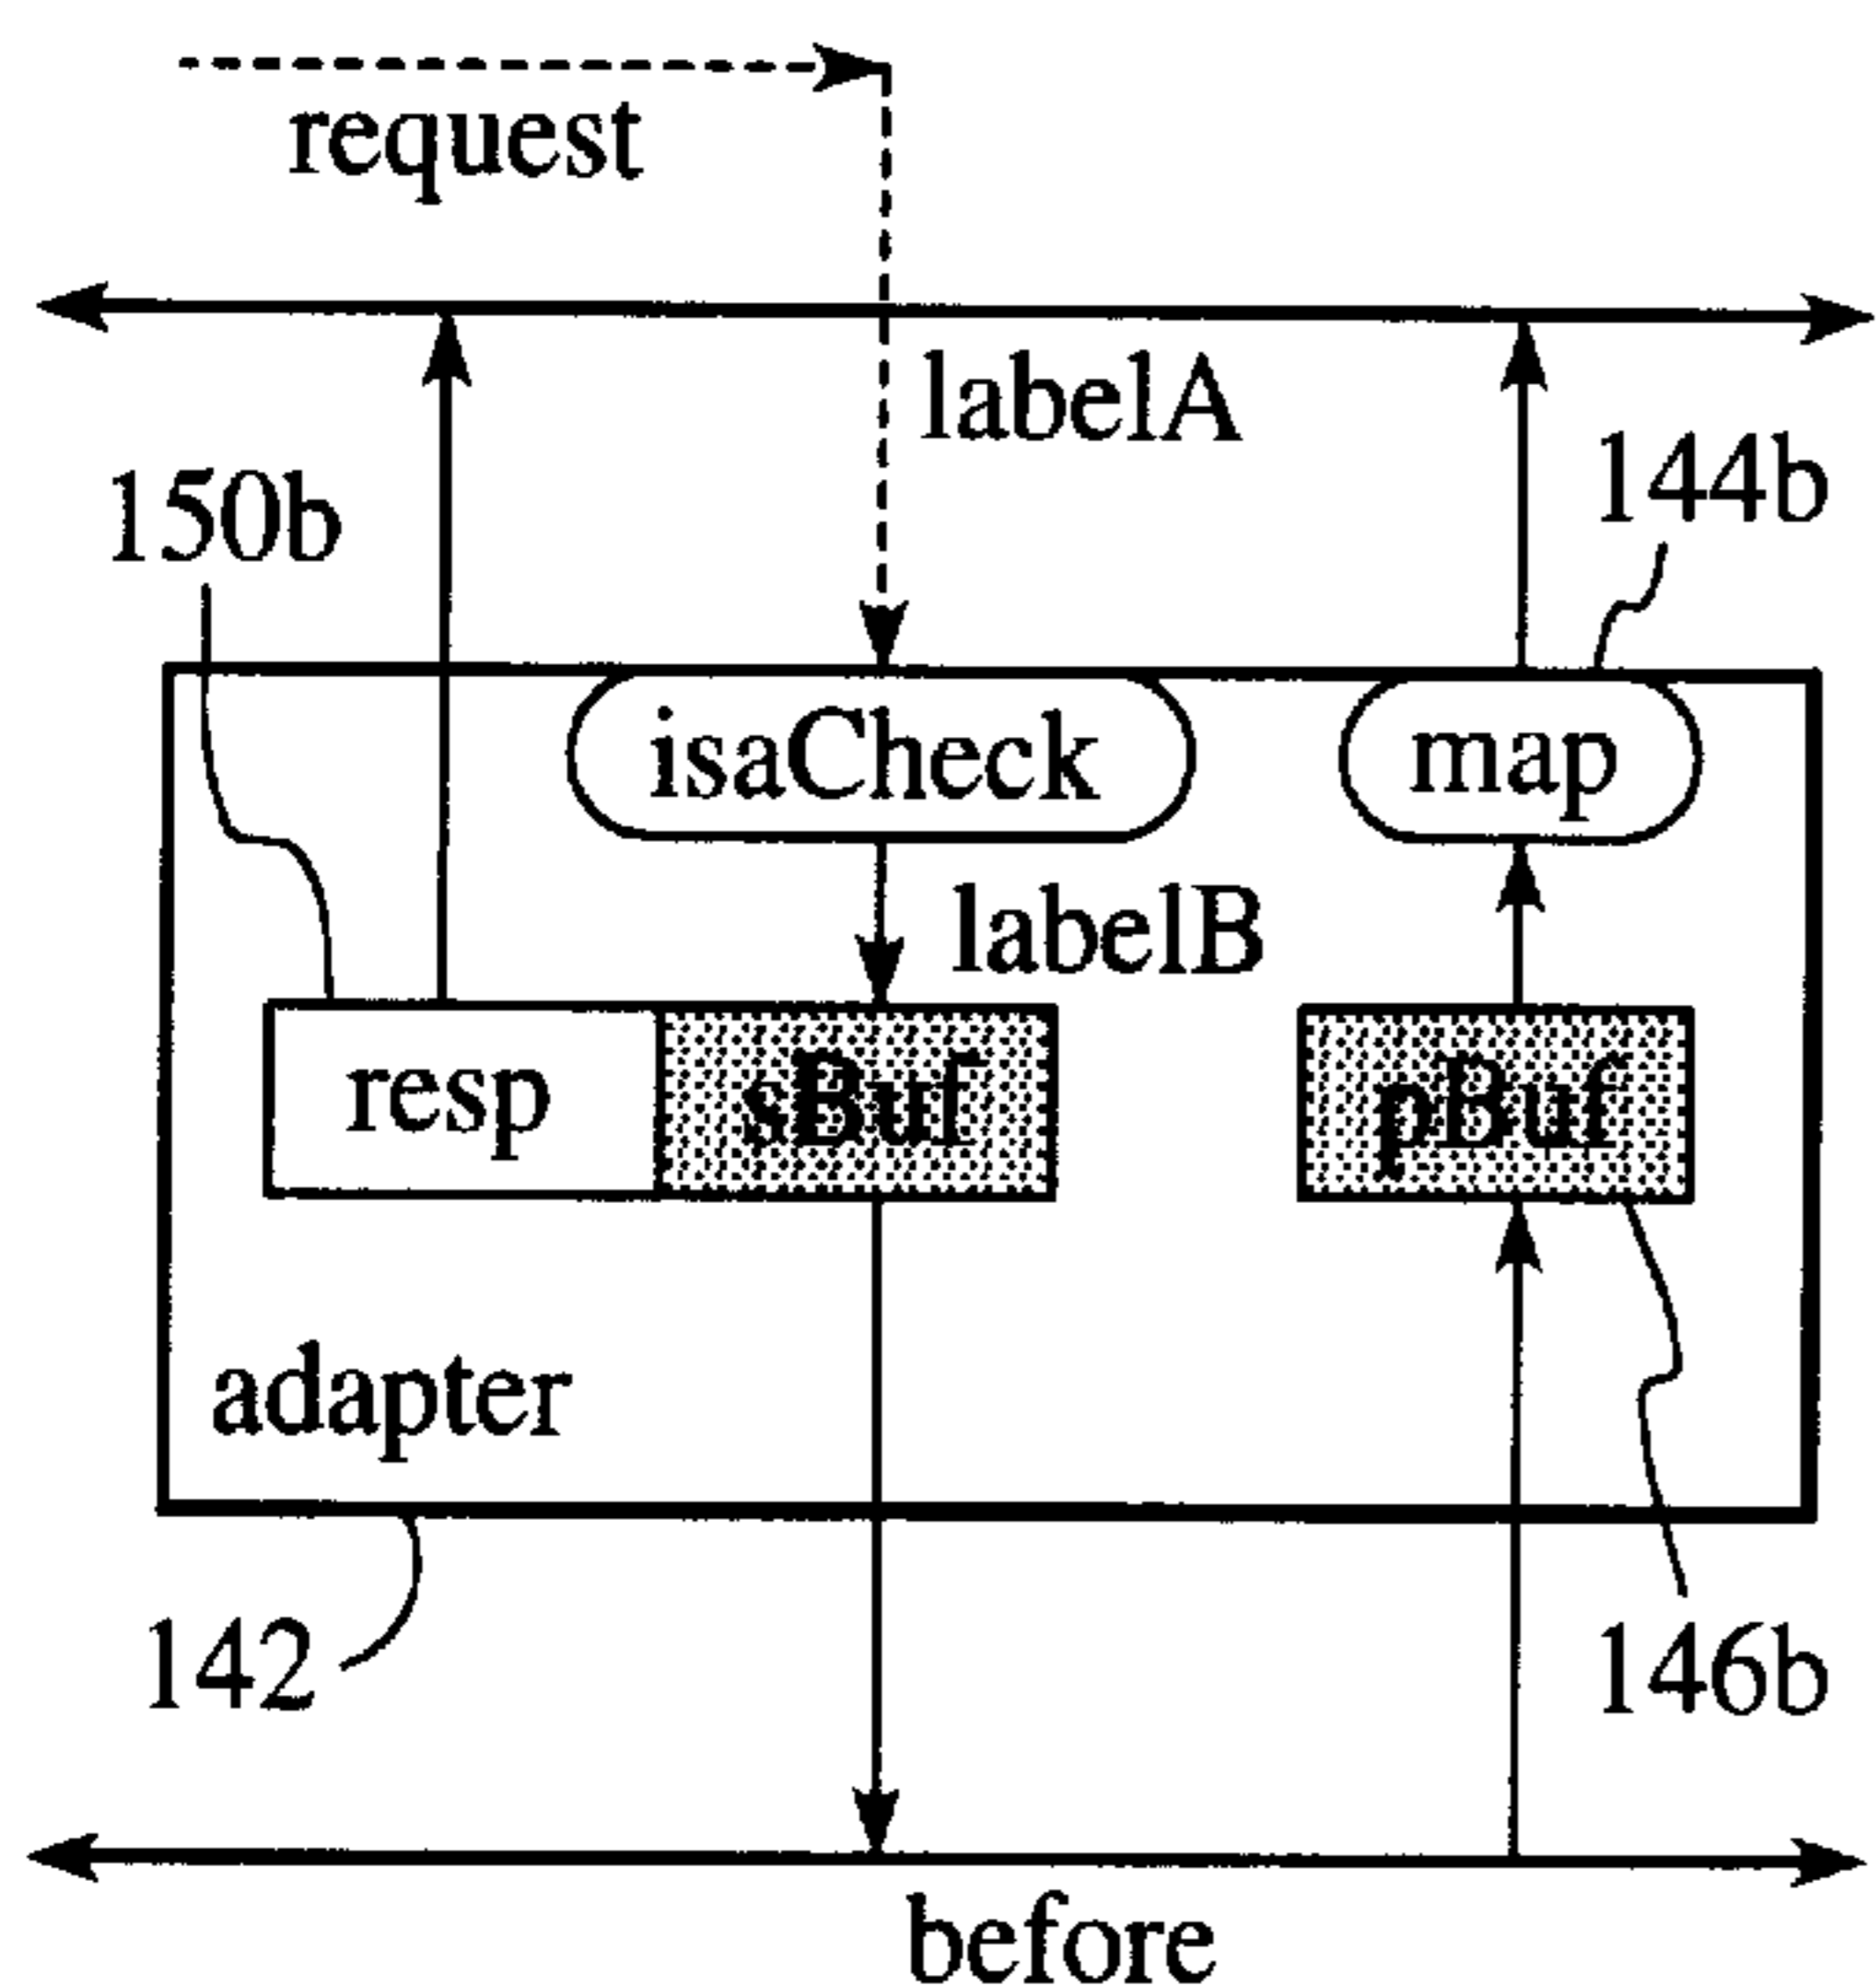 request
labelA
150b
144b
isaCheck
map
labelB
resp
sBuf
pBuf
adapter
142
146b
before